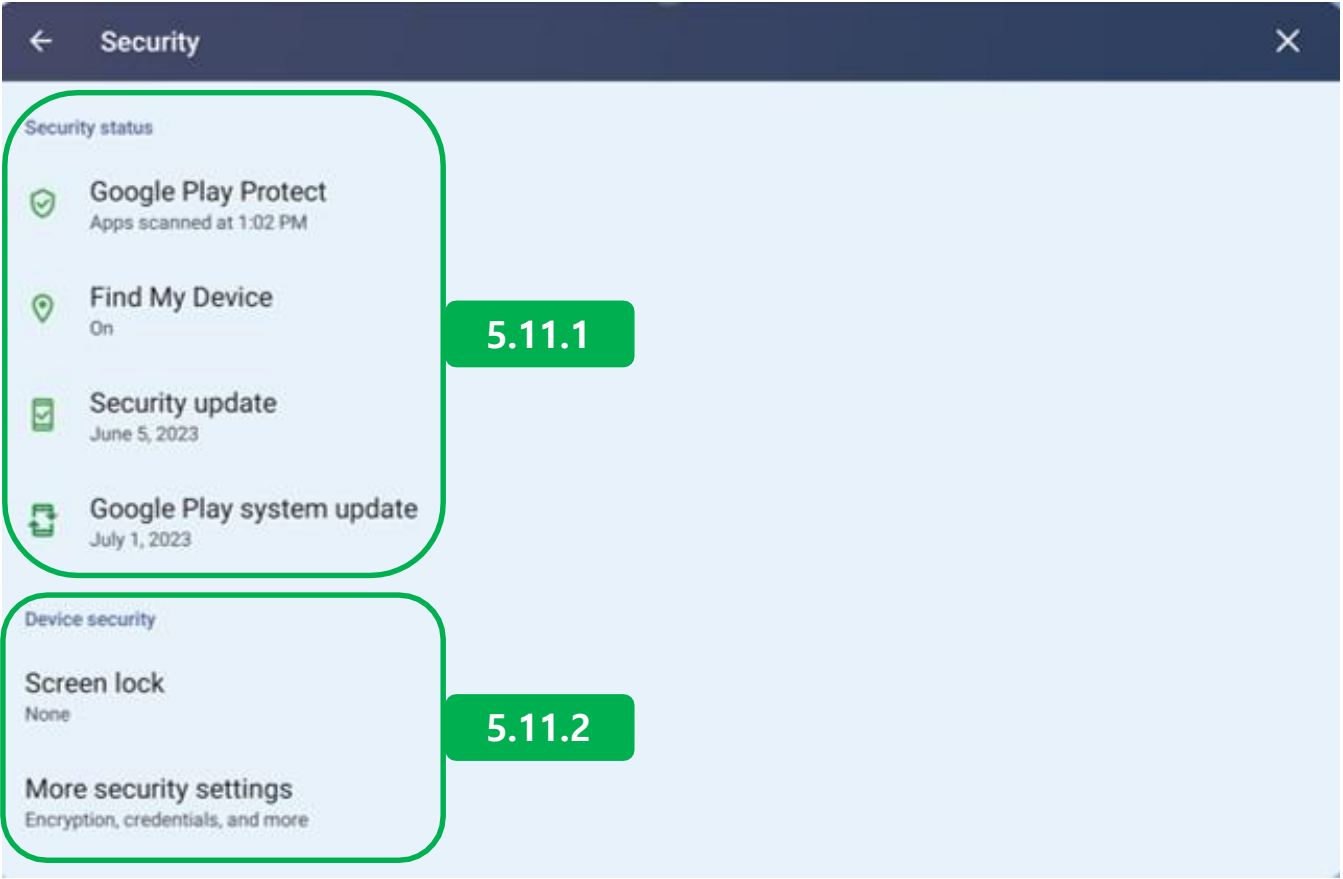 Security
Security status
Google Play Protect
Apps scanned at 1:02 PM
Find My Device
On
5.11.1
Security update
June 5, 2023
Google Play system update
July 1, 2023
Device security
Screen lock
None
5.11.2
More security settings
Encryption, credentials, and more